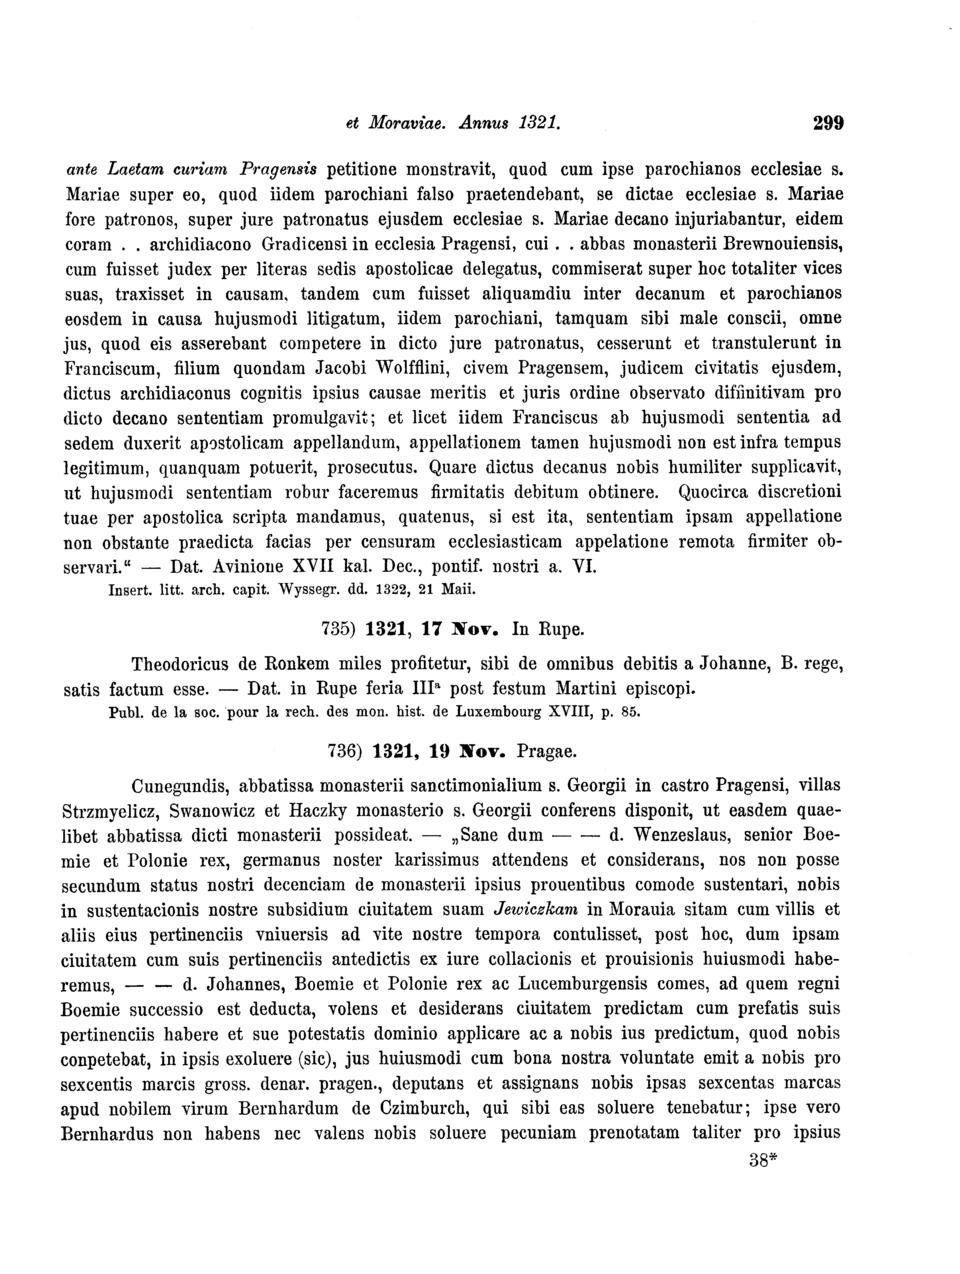 et Moraviae. Annus 1321. 299
ante Laetam curiam Pragensis petitione monstravit, quod cum ipse parochianos ecclesiae s.
Mariae super eo, quod iidem parochiani falso praetendebant, se dictae ecclesiae s. Mariae
fore patronos, super jure patronatus ejusdem ecclesiae s. Mariae decano injuriabantur, eidem
coram . . archidiacono Gradicensi in ecclesia Pragensi, cui . . abbas monasterii Brewnouiensis,
cum fuisset judex per literas sedis apostolicae delegatus, commiserat super hoc totaliter vices
suas, traxisset in causam, tandem cum fuisset aliquamdiu inter decanum et parochianos
eosdem in causa hujusmodi litigatum, iidem parochiani, tamquam sibi male conscii, omne
jus, quod eis asserebant competere in dicto jure patronatus, cesserunt et transtulerunt in
Franciscum, filium quondam Jacobi Wolfflini, civem Pragensem, judicem civitatis ejusdem,
dictus archidiaconus cognitis ipsius causae meritis et juris ordine observato diffinitivam pro
dicto decano sententiam promulgavit; et licet iidem Franciscus ab hujusmodi sententia ad
sedem duxerit apostolicam appellandum, appellationem tamen hujusmodi non est infra tempus
legitimum, quanquam potuerit, prosecutus. Quare dictus decanus nobis humiliter supplicavit,
ut hujusmodi sententiam robur faceremus firmitatis debitum obtinere. Quocirca discretioni
tuae per apostolica scripta mandamus, quatenus, si est ita, sententiam ipsam appellatione
non obstante praedicta facias per censuram ecclesiasticam appelatione remota firmiter ob-
servari.“ — Dat. Avinione XVII kal. Dec., pontif. nostri a. VI.
Insert. litt. arch. capit. Wyssegr. dd. 1322, 21 Maii.
735) 1321, 17 Nov. In Rupe.
Theodoricus de Ronkem miles profitetur, sibi de omnibus debitis a Johanne, B. rege,
satis factum esse. — Dat. in Rupe feria IIIª post festum Martini episcopi.
Publ. de la soc. pour la rech. des mon. hist. de Luxembourg XVIII, p. 85.
736) 1321, 19 Nov. Pragae.
Cunegundis, abbatissa monasterii sanctimonialium s. Georgii in castro Pragensi, villas
Strzmyelicz, Swanowicz et Haczky monasterio s. Georgii conferens disponit, ut easdem quae-
libet abbatissa dicti monasterii possideat. — „Sane dum — — d. Wenzeslaus, senior Boe-
mie et Polonie rex, germanus noster karissimus attendens et considerans, nos non posse
secundum status nostri decenciam de monasterii ipsius prouentibus comode sustentari, nobis
in sustentacionis nostre subsidium ciuitatem suam Jewiczkam in Morauia sitam cum villis et
aliis eius pertinenciis vniuersis ad vite nostre tempora contulisset, post hoc, dum ipsam
ciuitatem cum suis pertinenciis antedictis ex iure collacionis et prouisionis huiusmodi habe-
remus, — — d. Johannes, Boemie et Polonie rex ac Lucemburgensis comes, ad quem regni
Boemie successio est deducta, volens et desiderans ciuitatem predictam cum prefatis suis
pertinenciis habere et sue potestatis dominio applicare ac a nobis ius predictum, quod nobis
conpetebat, in ipsis exoluere (sic), jus huiusmodi cum bona nostra voluntate emit a nobis pro
sexcentis marcis gross. denar. pragen., deputans et assignans nobis ipsas sexcentas marcas
apud nobilem virum Bernhardum de Czimburch, qui sibi eas soluere tenebatur; ipse vero
Bernhardus non habens nec valens nobis soluere pecuniam prenotatam taliter pro ipsius
38*